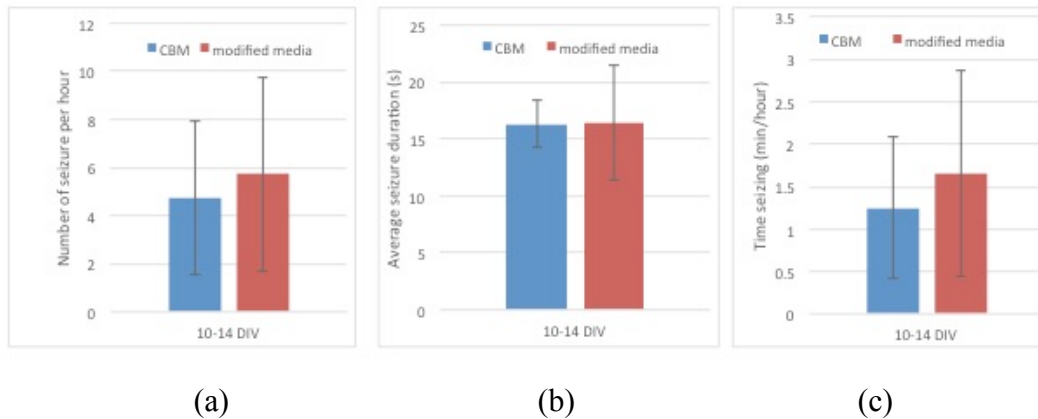 Number of seizure per hour
12
10
8
6
4
2
0
CBM modified media
10-14 DIV
(a)
Average seizure duration (s)
25
20
15
10
5
0
CBM modified media
10-14 DIV
(b)
Time seizing (min/hour)
3.5
3
2.5
2
1.5
1
0.5
0
CBM modified media
10-14 DIV
(c)